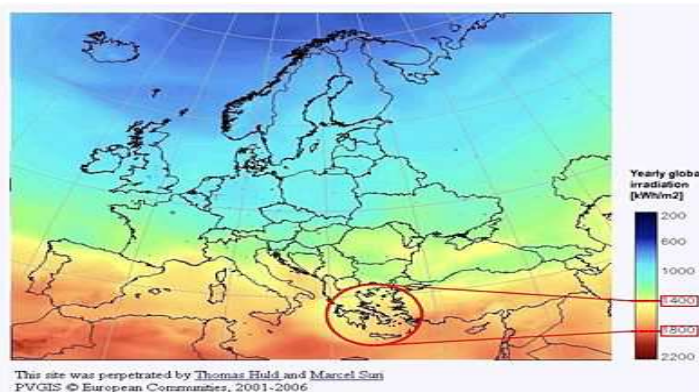 Yearly globa
irradiation
[kWh/m2]
200
600
1000
1400
1800
2200
This site was perpetrated by Thomas Huld and Marcel Suri
PVGIS © European Communities, 2001-2006